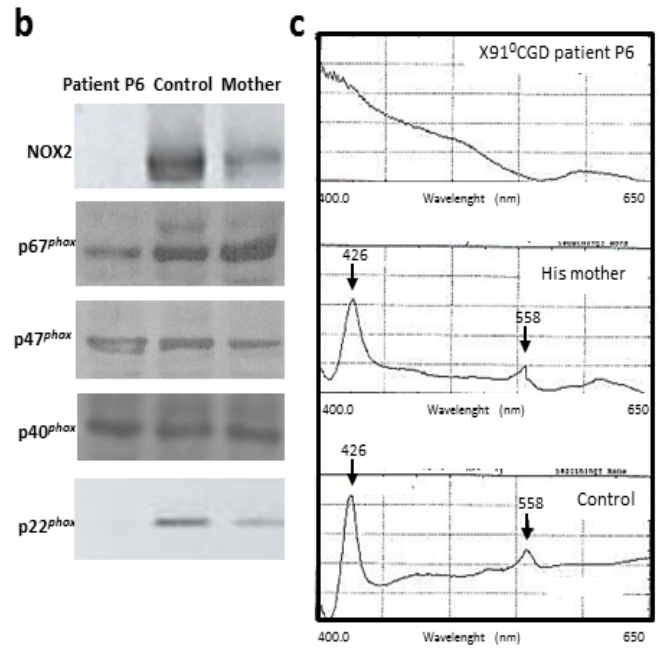 b
Patient P6 Control Mother
NOX2
p67phox
p47phox
p40phox
p22phox
c
X91⁰CGD patient P6
400.0 Wavelenght (nm) 650
His mother
426
558
400.0 Wavelenght (nm) 650
Control
426
558
400.0 Wavelenght (nm) 650